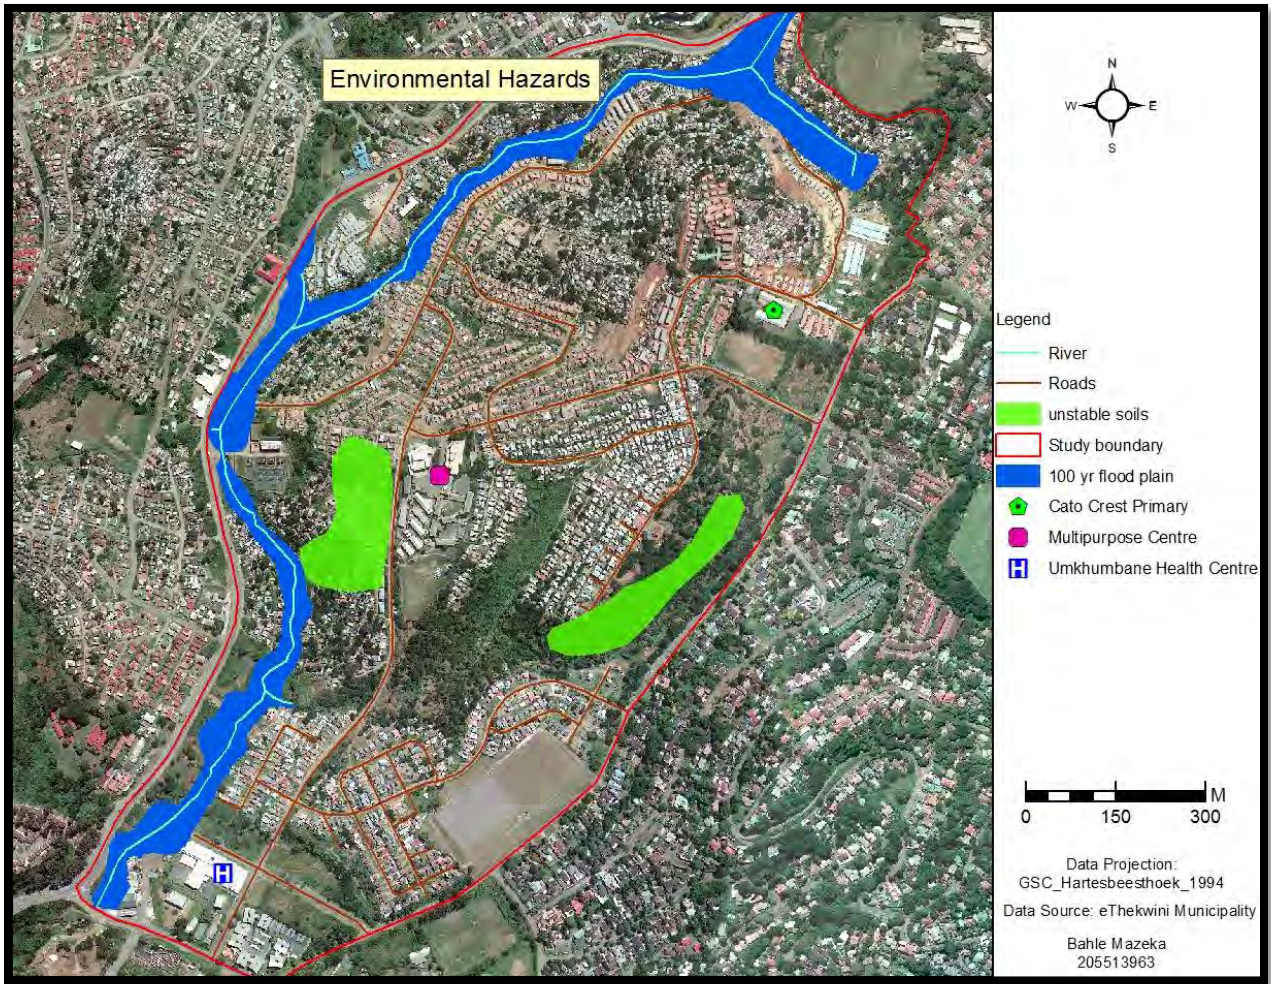 Environmental Hazards
N
W E
S
Legend
River
Roads
unstable soils
Study boundary
100 yr flood plain
Cato Crest Primary
Multipurpose Centre
H Umkhumbane Health Centre
H
M
0 150 300
Data Projection:
GSC_Hartesbeesthoek_1994
Data Source: eThekwini Municipality
Bahle Mazeka
205513963